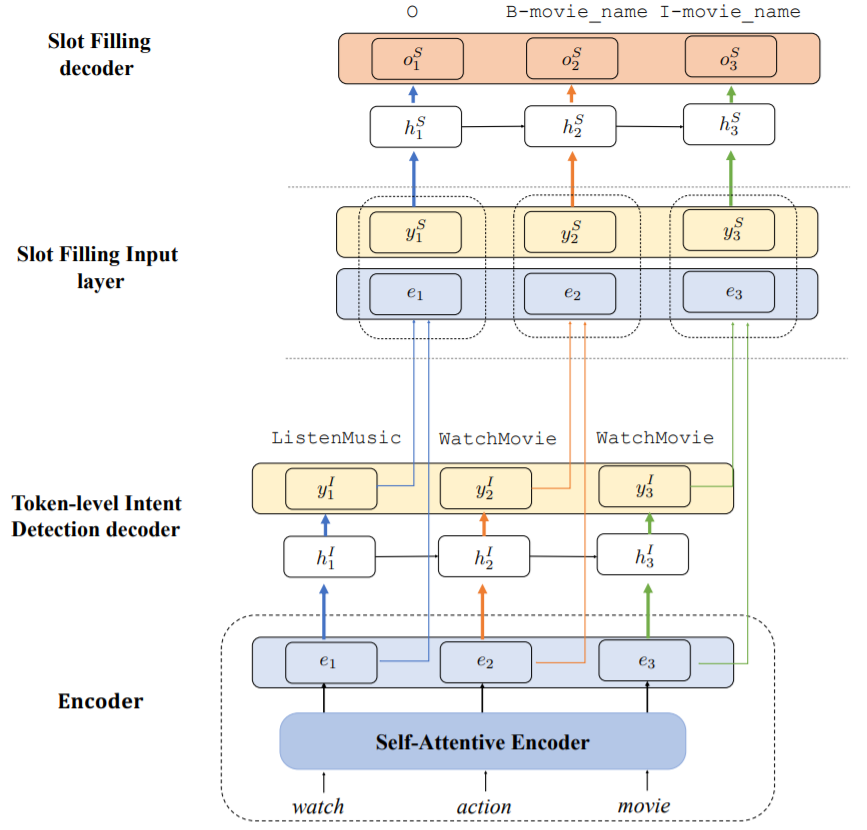 O B-movie_name I-movie_name
Slot Filling
decoder
o_1^S o_2^S o_3^S
h_1^S h_2^S h_3^S
Slot Filling Input
layer
y_1^S y_2^S y_3^S
e_1 e_2 e_3
ListenMusic WatchMovie WatchMovie
Token-level Intent
Detection decoder
y_1^I y_2^I y_3^I
h_1^I h_2^I h_3^I
Encoder
e_1 e_2 e_3
Self-Attentive Encoder
watch action movie